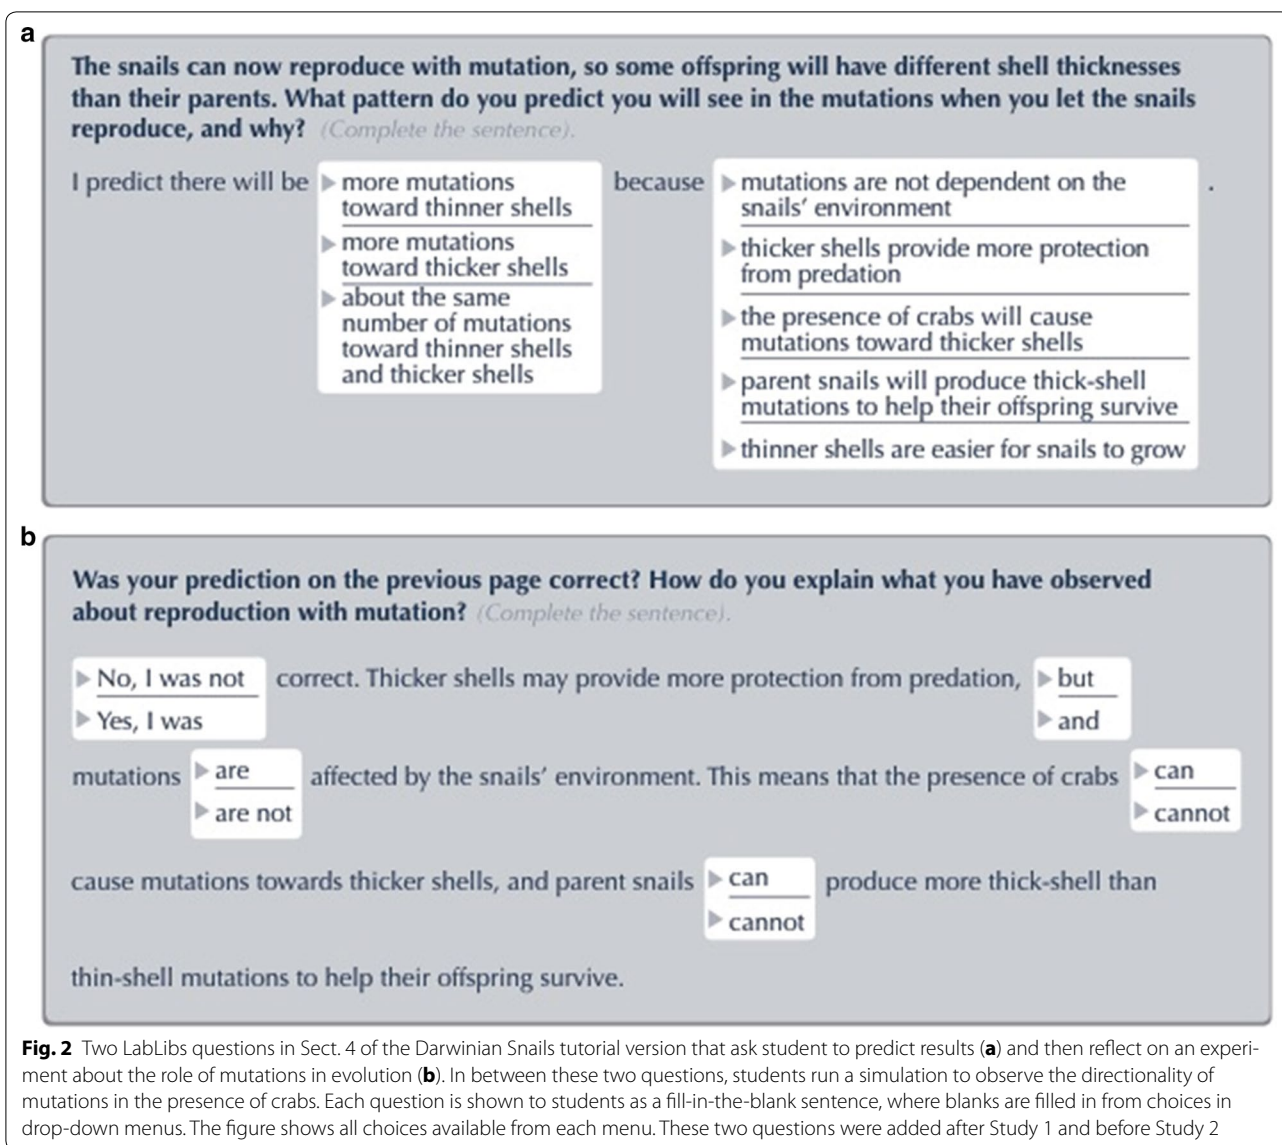 a
The snails can now reproduce with mutation, so some offspring will have different shell thicknesses
than their parents. What pattern do you predict you will see in the mutations when you let the snails
reproduce, and why? (Complete the sentence).
I predict there will be
more mutations
toward thinner shells
more mutations
toward thicker shells
about the same
number of mutations
toward thinner shells
and thicker shells
because
mutations are not dependent on the
snails’ environment
thicker shells provide more protection
from predation
the presence of crabs will cause
mutations toward thicker shells
parent snails will produce thick-shell
mutations to help their offspring survive
thinner shells are easier for snails to grow
.
b
Was your prediction on the previous page correct? How do you explain what you have observed
about reproduction with mutation? (Complete the sentence).
No, I was not
Yes, I was
correct. Thicker shells may provide more protection from predation,
but
and
mutations
are
are not
affected by the snails’ environment. This means that the presence of crabs
can
cannot
cause mutations towards thicker shells, and parent snails
can
cannot
produce more thick-shell than
thin-shell mutations to help their offspring survive.
Fig. 2 Two LabLibs questions in Sect. 4 of the Darwinian Snails tutorial version that ask student to predict results (a) and then reflect on an experi-
ment about the role of mutations in evolution (b). In between these two questions, students run a simulation to observe the directionality of
mutations in the presence of crabs. Each question is shown to students as a fill-in-the-blank sentence, where blanks are filled in from choices in
drop-down menus. The figure shows all choices available from each menu. These two questions were added after Study 1 and before Study 2